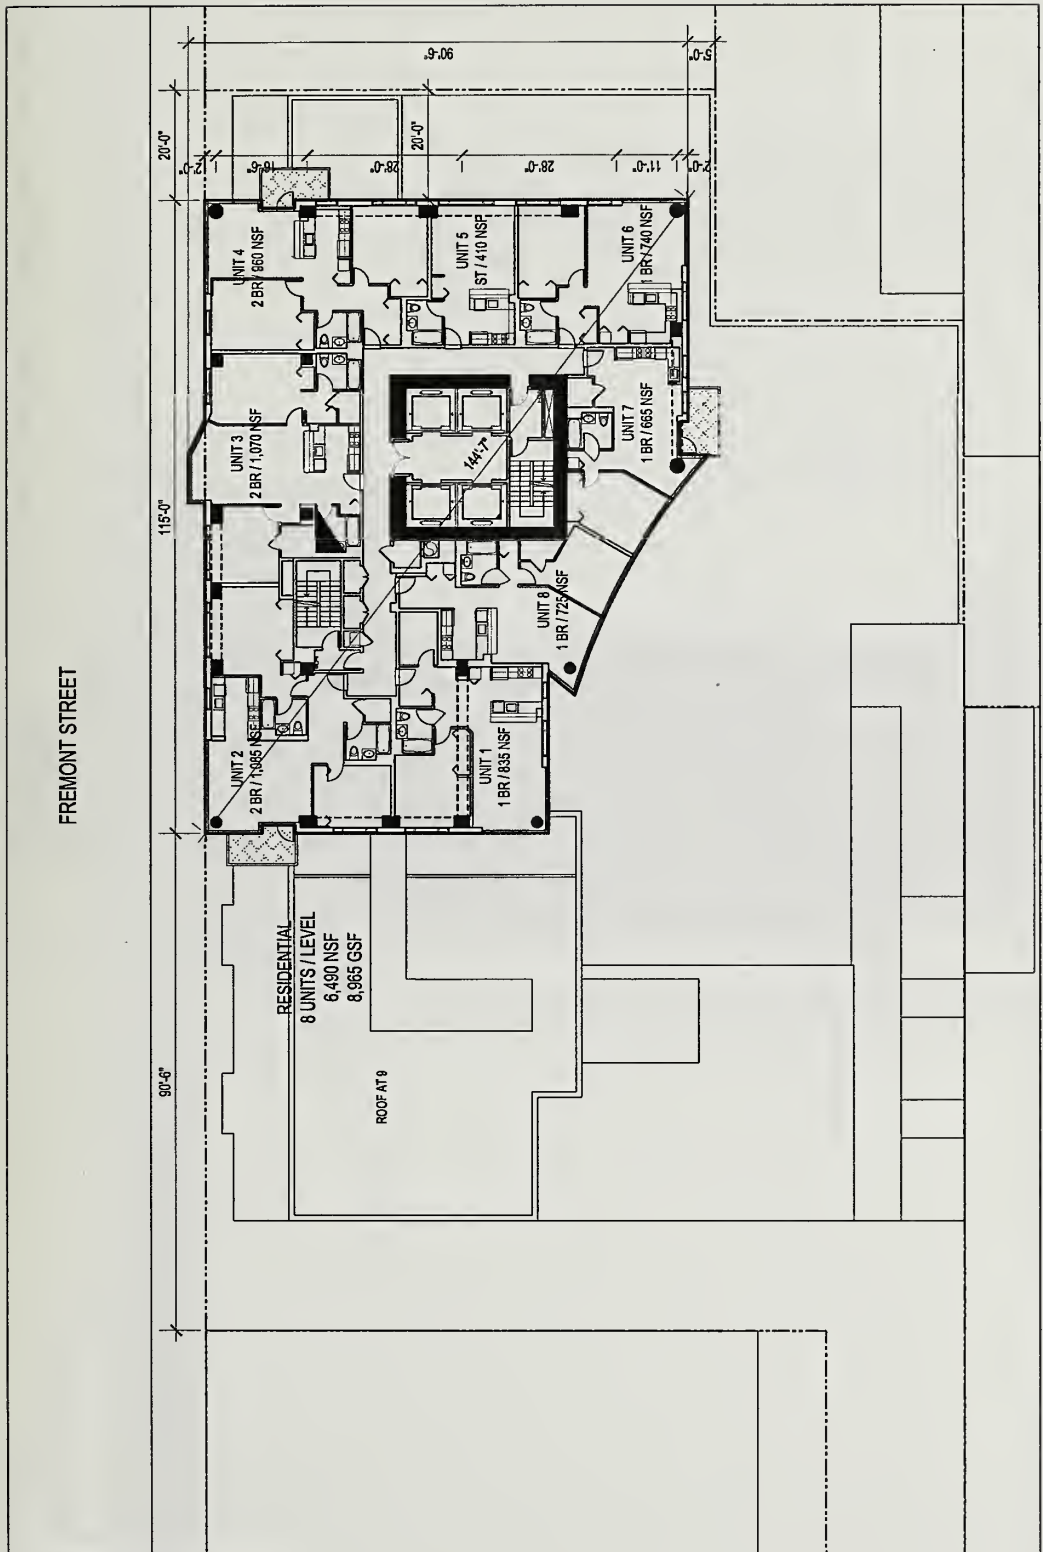 FREMONT STREET
90'-6"
115'-0"
20'-0"
90'-6"
5'-0"
20'-0"
2'-0"
16'-6"
28'-0"
28'-0"
11'-0"
2'-0"
144'-7"
UNIT 4
2 BR / 960 NSF
UNIT 5
ST / 410 NSF
UNIT 6
1 BR / 740 NSF
UNIT 3
2 BR / 1,070 NSF
UNIT 7
1 BR / 665 NSF
UNIT 2
2 BR / 1,085 NSF
UNIT 1
1 BR / 835 NSF
UNIT 8
1 BR / 725 NSF
RESIDENTIAL
8 UNITS / LEVEL
6,490 NSF
8,965 GSF
ROOF AT 9